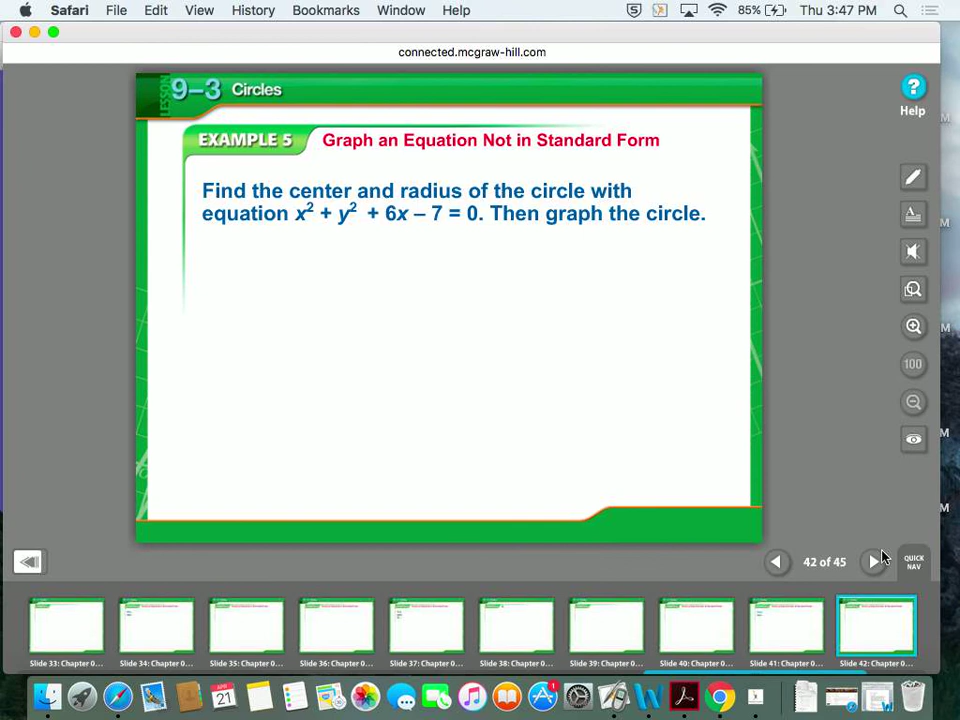 Safari File Edit View History Bookmarks Window Help 85% Thu 3:47 PM
connected.mcgraw-hill.com
LESSON 9–3 Circles
Help
EXAMPLE 5 Graph an Equation Not in Standard Form
Find the center and radius of the circle with
equation x² + y² + 6x – 7 = 0. Then graph the circle.
100
M
M
M
M
42 of 45
QUICK
NAV
Slide 33: Chapter 0... Slide 34: Chapter 0... Slide 35: Chapter 0... Slide 36: Chapter 0... Slide 37: Chapter 0... Slide 38: Chapter 0... Slide 39: Chapter 0... Slide 40: Chapter 0... Slide 41: Chapter 0... Slide 42: Chapter 0...
APR
21
1